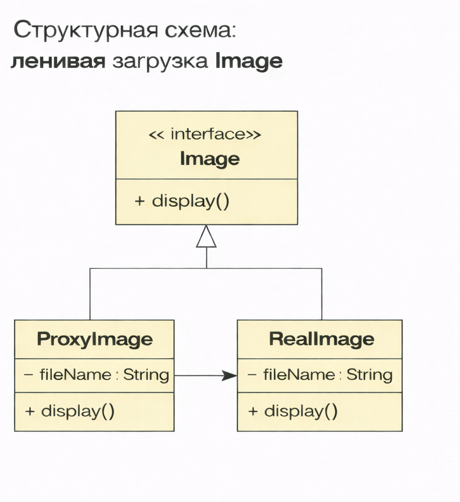 Структурная схема:
ленивая загрузка Image
<< interface>>
Image
+ display()
ProxyImage
– fileName : String
+ display()
RealImage
– fileName : String
+ display()